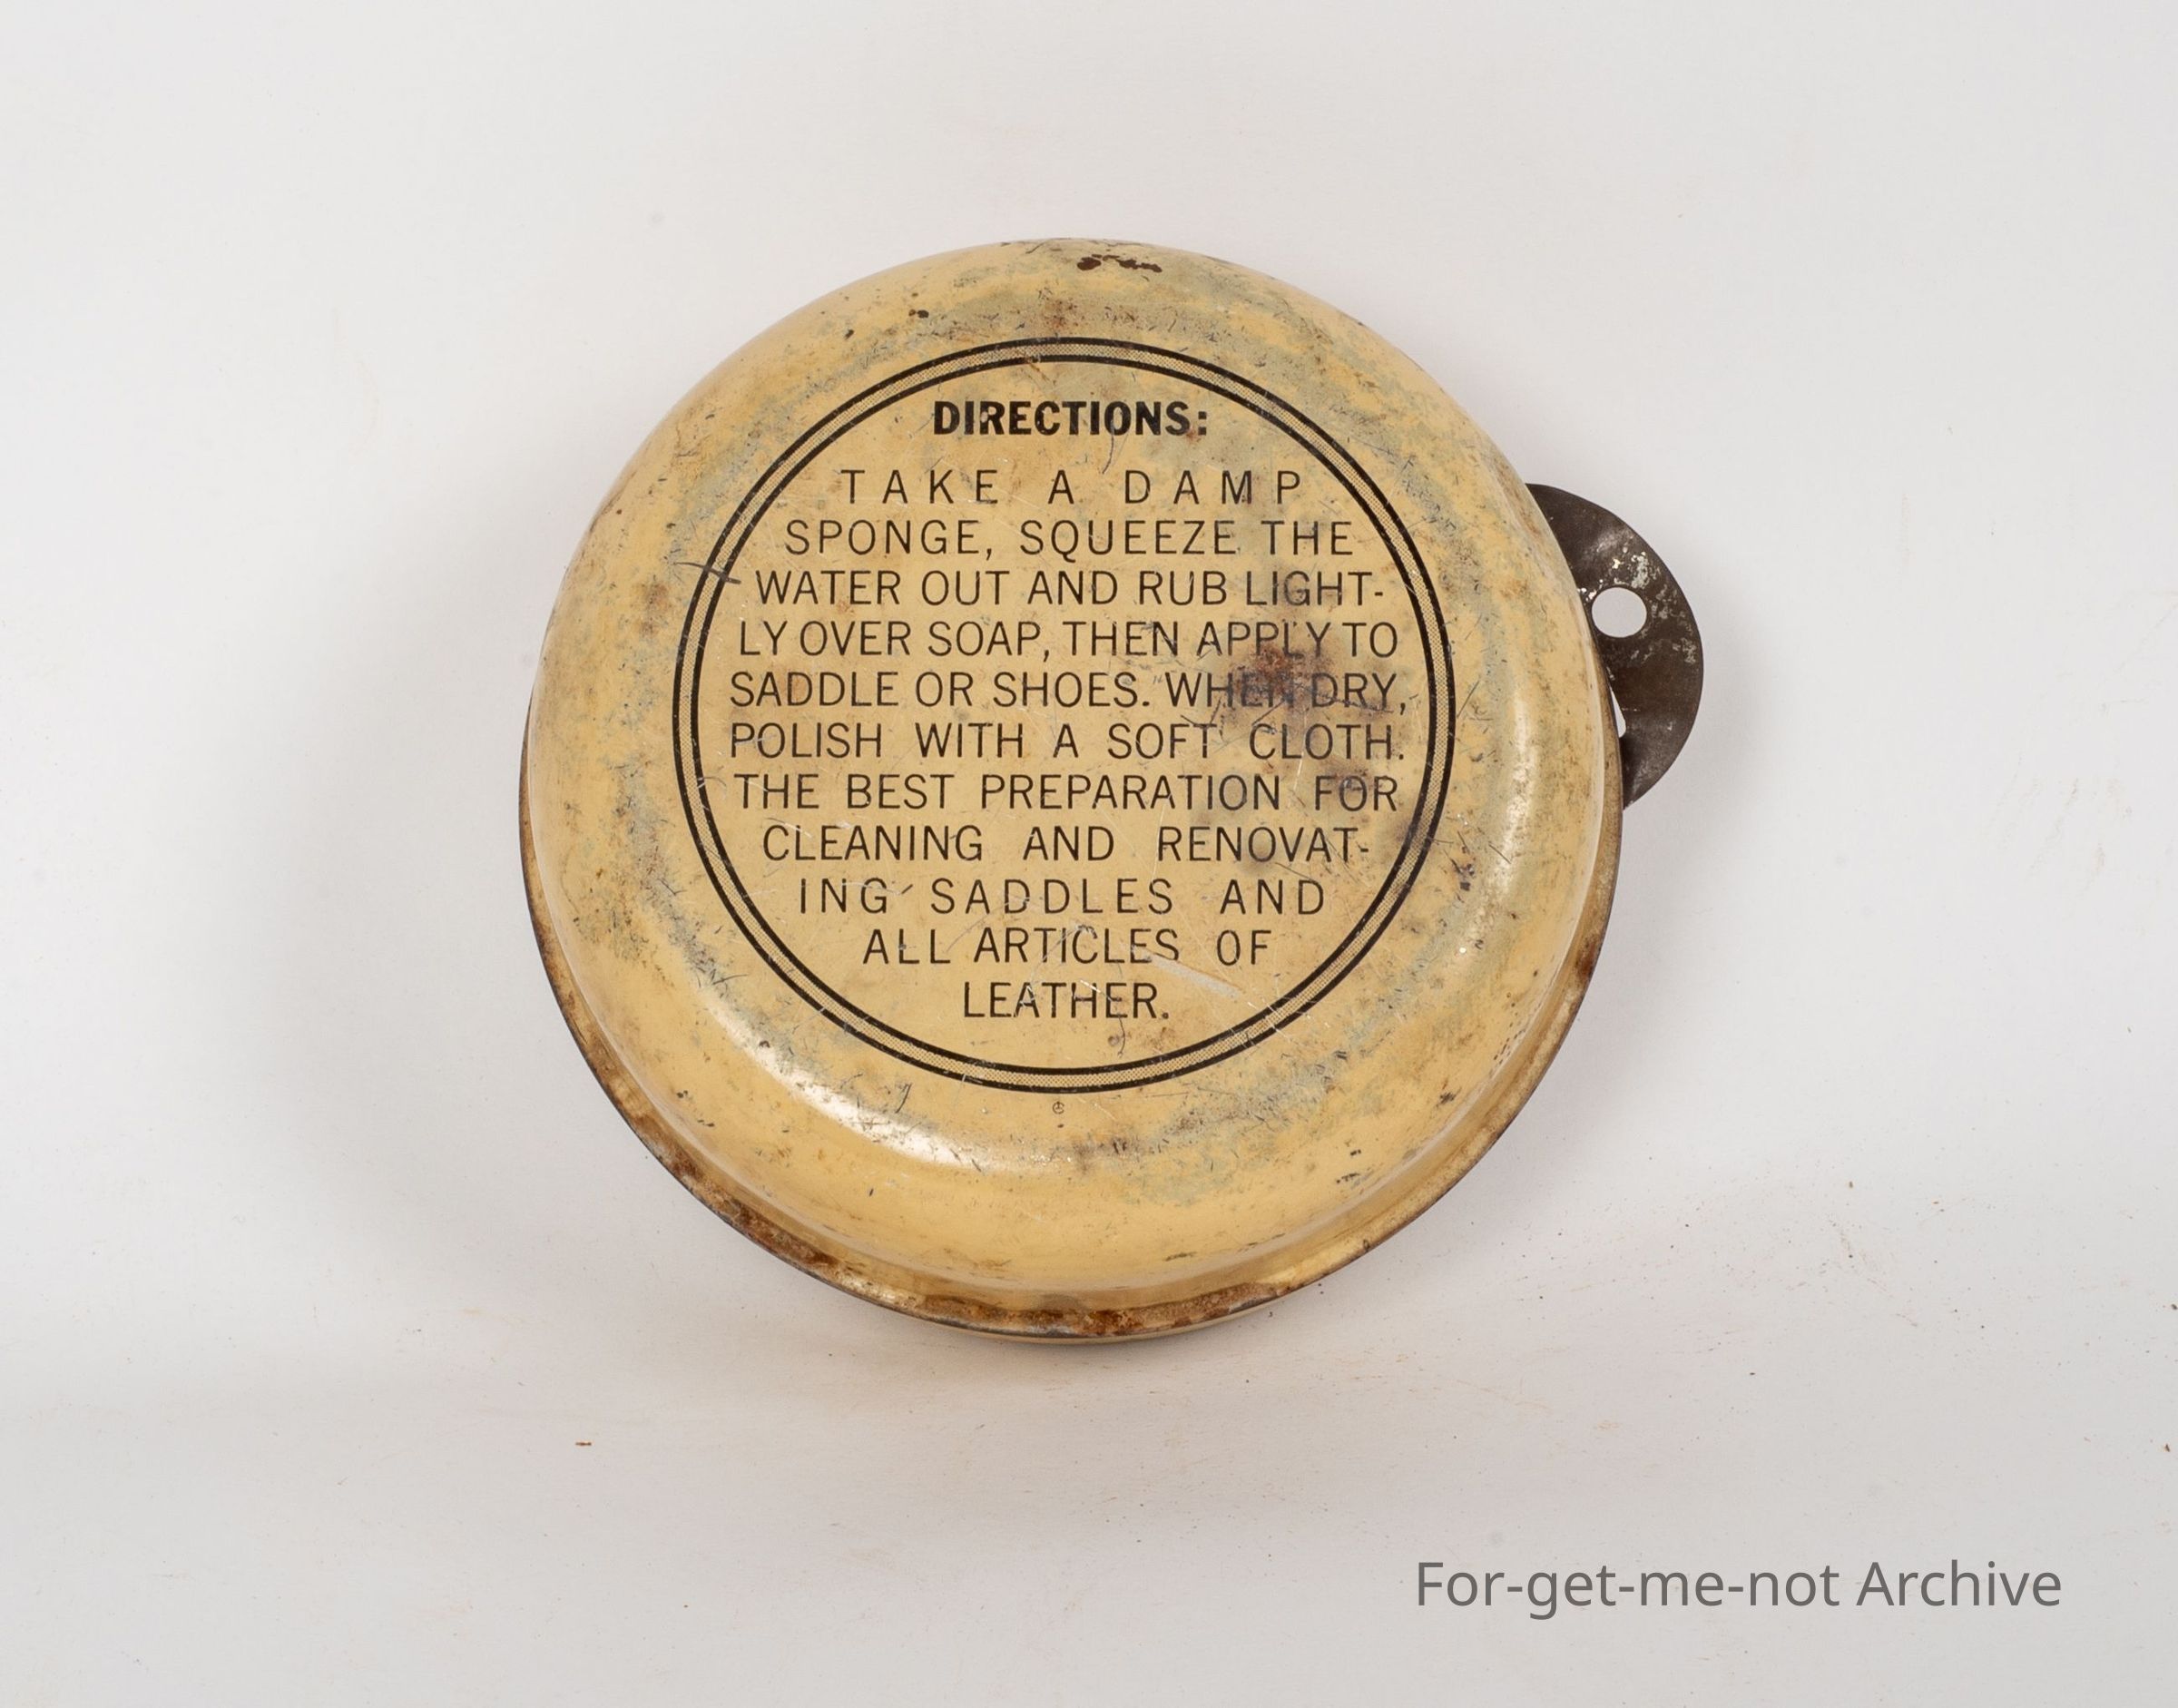 DIRECTIONS:
TAKE A DAMP
SPONGE, SQUEEZE THE
WATER OUT AND RUB LIGHT-
LY OVER SOAP, THEN APPLY TO
SADDLE OR SHOES. WHEN DRY,
POLISH WITH A SOFT CLOTH.
THE BEST PREPARATION FOR
CLEANING AND RENOVAT-
ING SADDLES AND
ALL ARTICLES OF
LEATHER.
For-get-me-not Archive